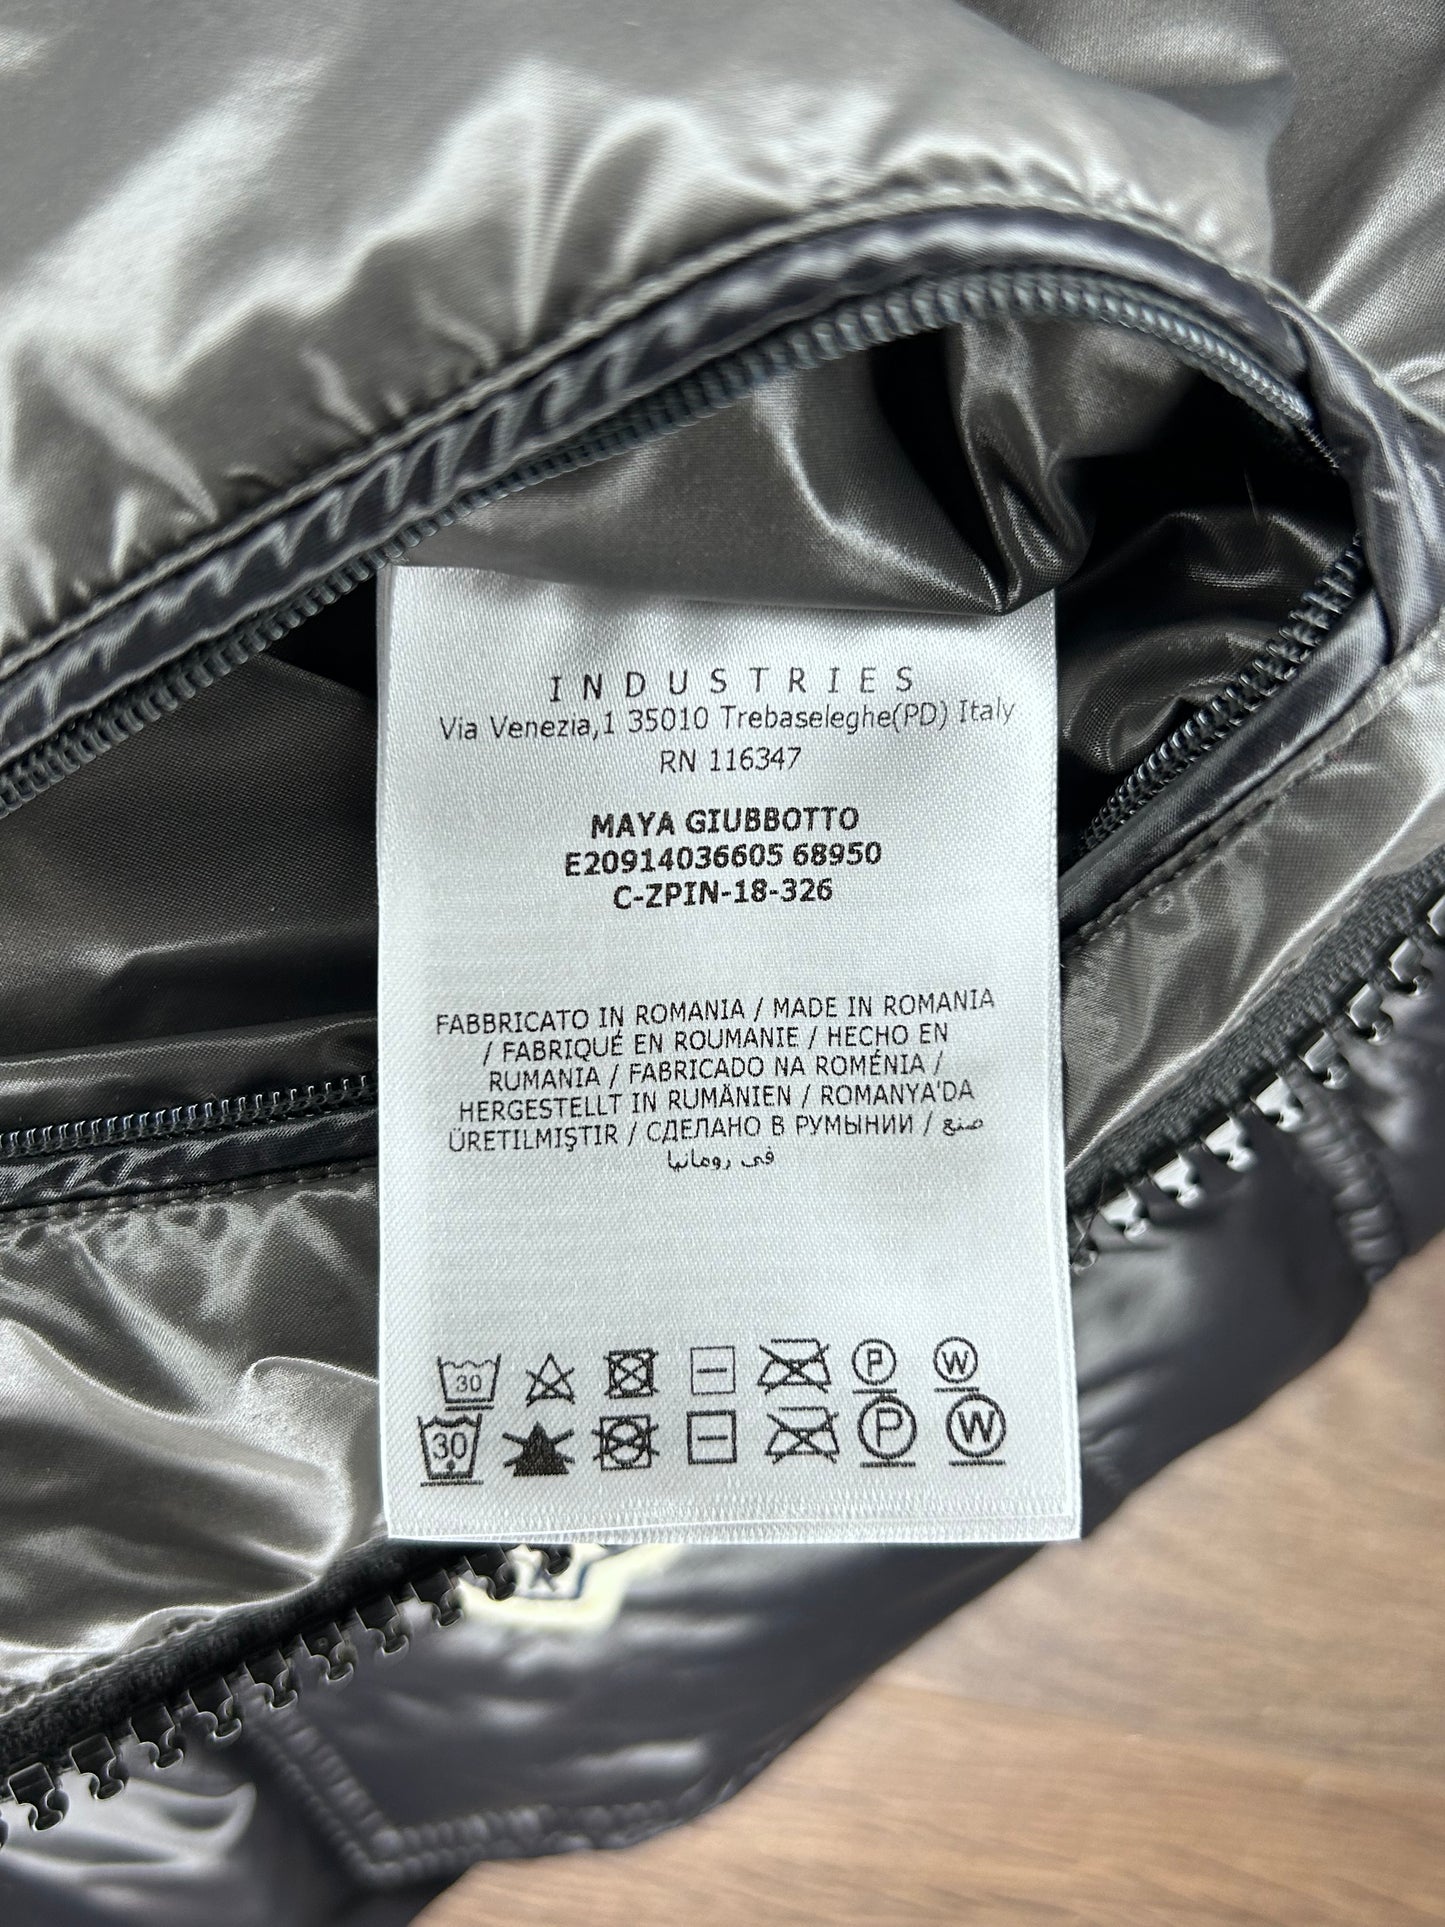 INDUSTRIES
Via Venezia,1 35010 Trebaseleghe(PD) Italy
RN 116347
MAYA GIUBBOTTO
E20914036605 68950
C-ZPIN-18-326
FABBRICATO IN ROMANIA / MADE IN ROMANIA
/ FABRIQUÉ EN ROUMANIE / HECHO EN
RUMANIA / FABRICADO NA ROMÉNIA /
HERGESTELLT IN RUMÄNIEN / ROMANYA'DA
ÜRETILMIŞTIR / СДЕЛАНО В РУМЫНИИ / صنع
في رومانيا
30 P W
30 P W